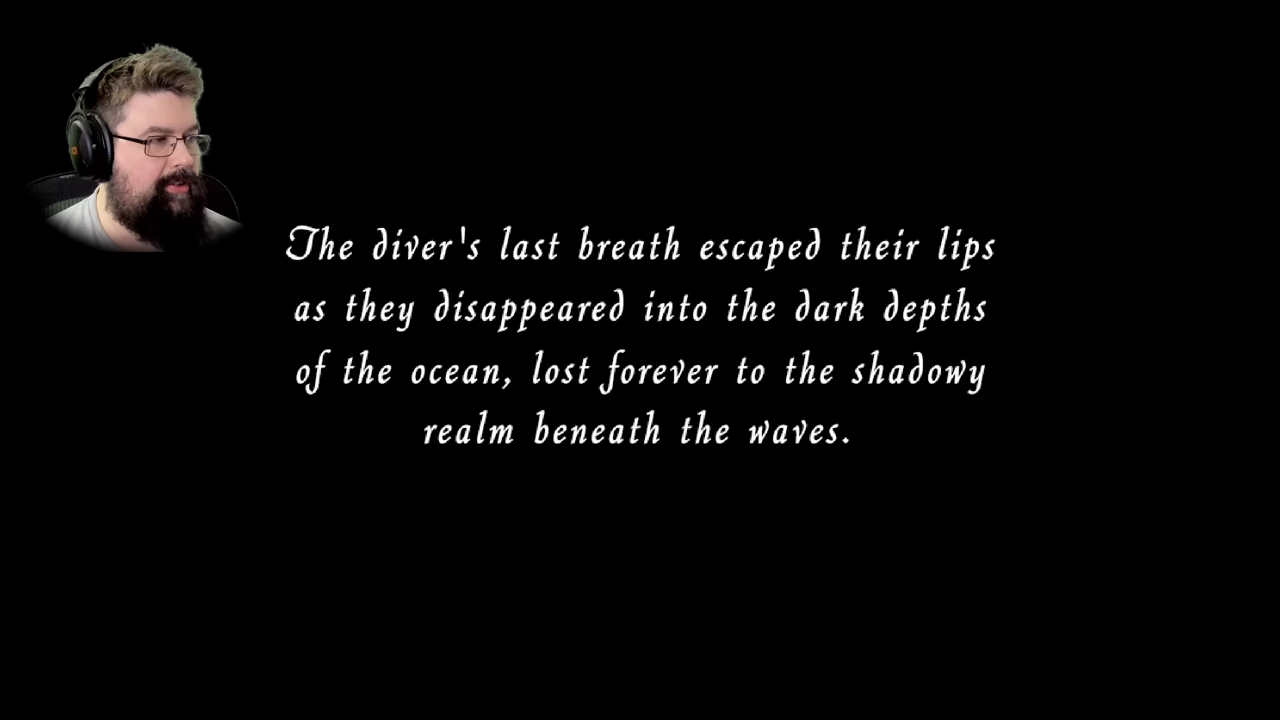 The diver's last breath escaped their lips
as they disappeared into the dark depths
of the ocean, lost forever to the shadowy
realm beneath the waves.